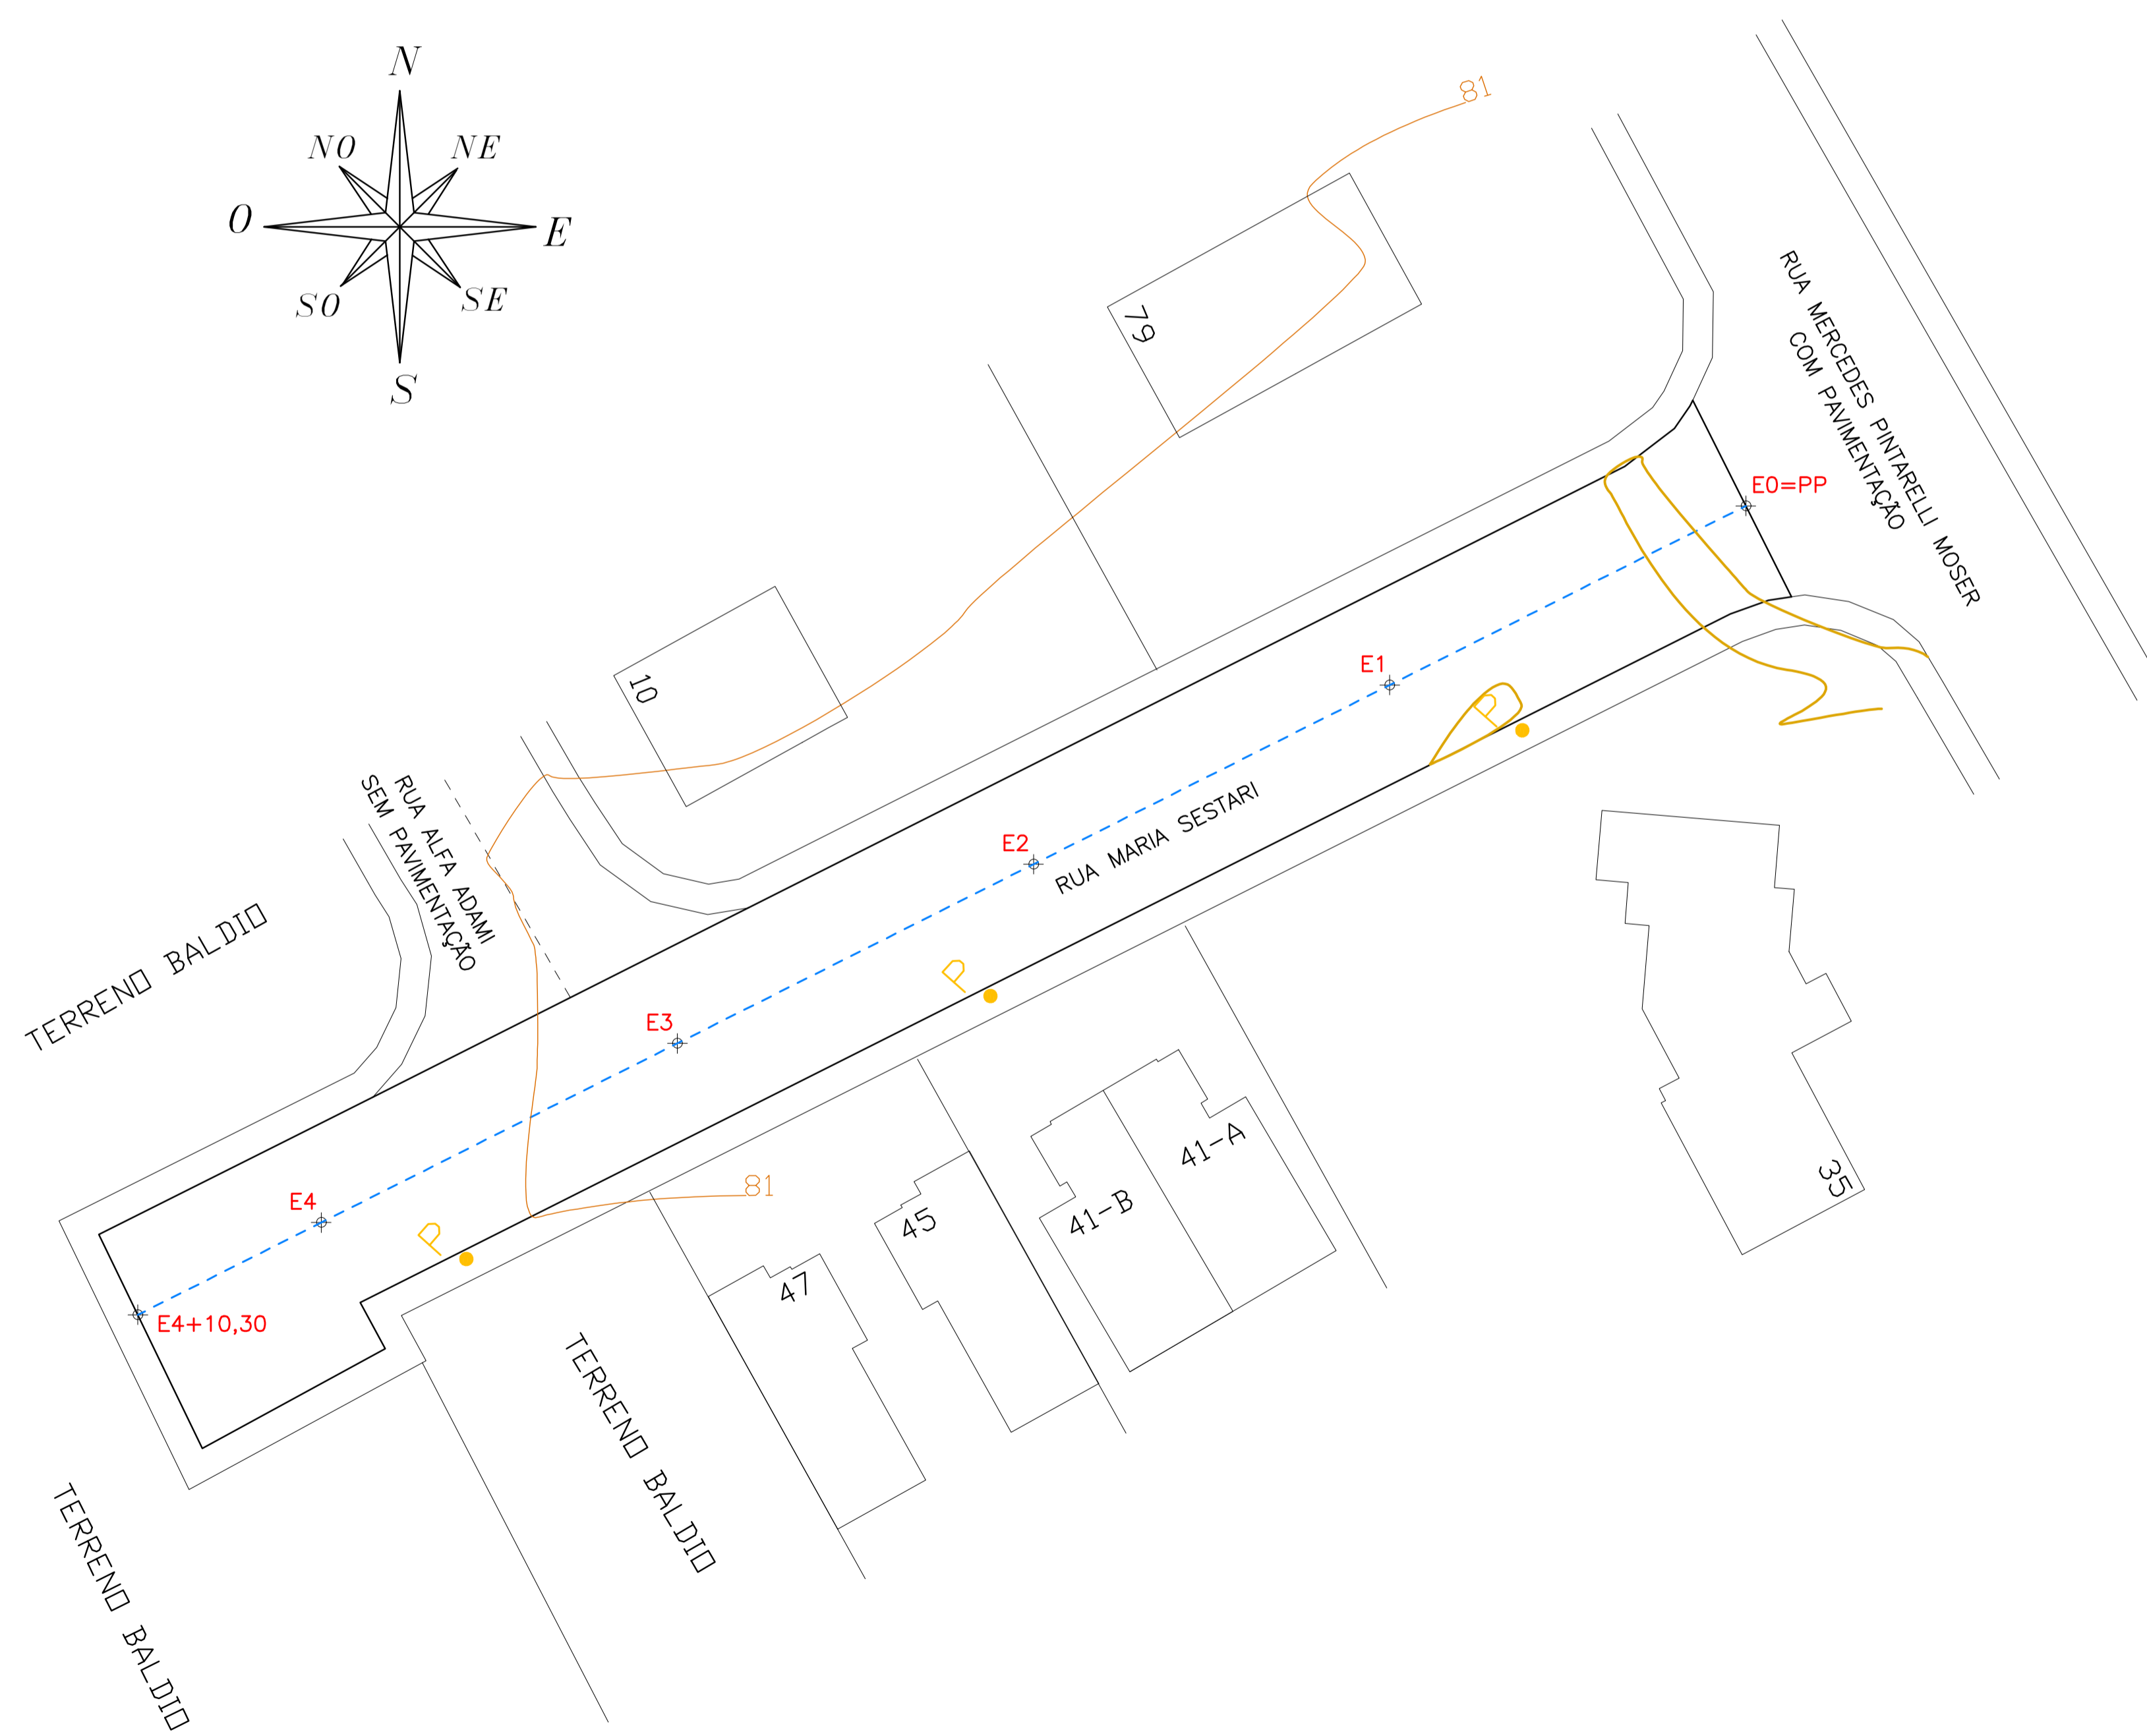 N
NO
NE
O
E
SO
SE
S
81
79
RUA MERCEDES PINTARELLI MOSER
COM PAVIMENTAÇÃO
E0=PP
10
E1
P
RUA ALFA ADAMI
SEM PAVIMENTAÇÃO
E2
RUA MARIA SESTARI
TERRENO BALDIO
P
E3
41-A
35
81
E4
P
45
41-B
47
E4+10,30
TERRENO BALDIO
TERRENO BALDIO